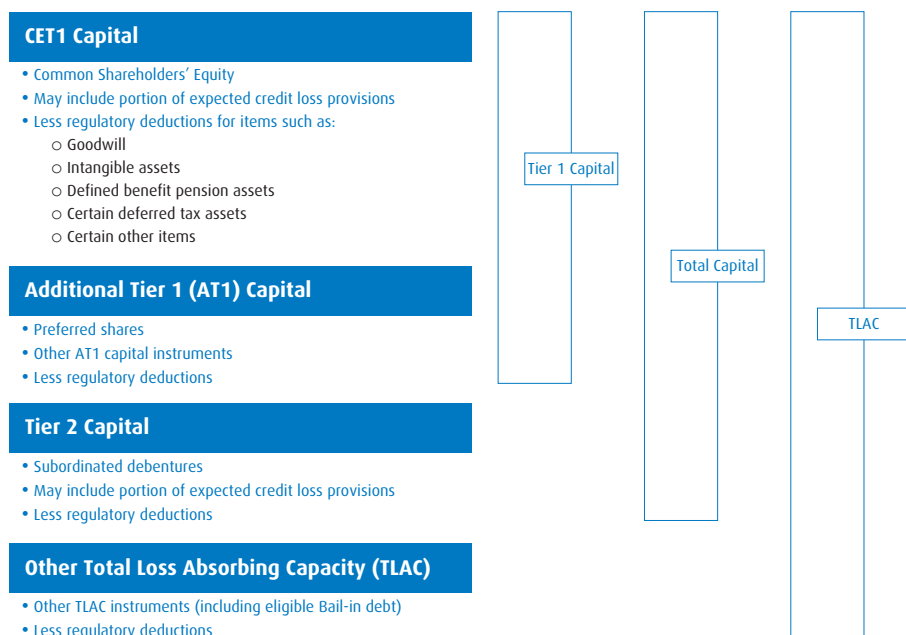 CET1 Capital
• Common Shareholders’ Equity
• May include portion of expected credit loss provisions
• Less regulatory deductions for items such as:
○ Goodwill
○ Intangible assets
○ Defined benefit pension assets
○ Certain deferred tax assets
○ Certain other items
Additional Tier 1 (AT1) Capital
• Preferred shares
• Other AT1 capital instruments
• Less regulatory deductions
Tier 2 Capital
• Subordinated debentures
• May include portion of expected credit loss provisions
• Less regulatory deductions
Other Total Loss Absorbing Capacity (TLAC)
• Other TLAC instruments (including eligible Bail-in debt)
• Less regulatory deductions
Tier 1 Capital
Total Capital
TLAC